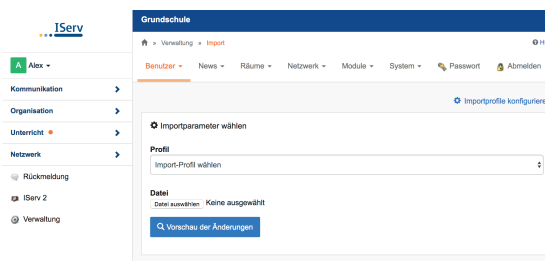 IServ
Grundschule
» Verwaltung » Import
A Alex
Benutzer News Räume Netzwerk Module System Passwort Abmelden
Kommunikation
Importprofile konfiguriere
Organisation
Importparameter wählen
Unterricht
Profil
Netzwerk
Import-Profil wählen
Rückmeldung
Datei
IServ 2
Datei auswählen Keine ausgewählt
Verwaltung
Vorschau der Änderungen